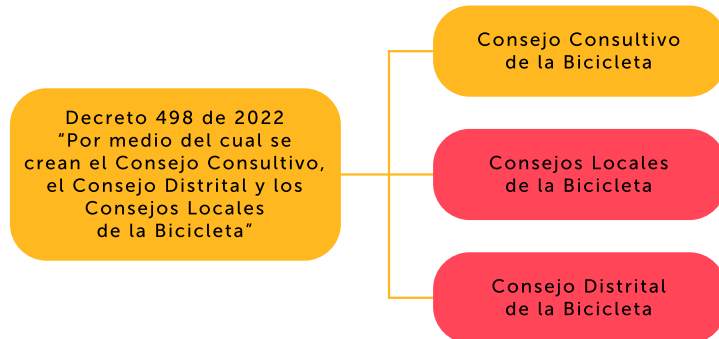 Decreto 498 de 2022
“Por medio del cual se
crean el Consejo Consultivo,
el Consejo Distrital y los
Consejos Locales
de la Bicicleta”
Consejo Consultivo
de la Bicicleta
Consejos Locales
de la Bicicleta
Consejo Distrital
de la Bicicleta